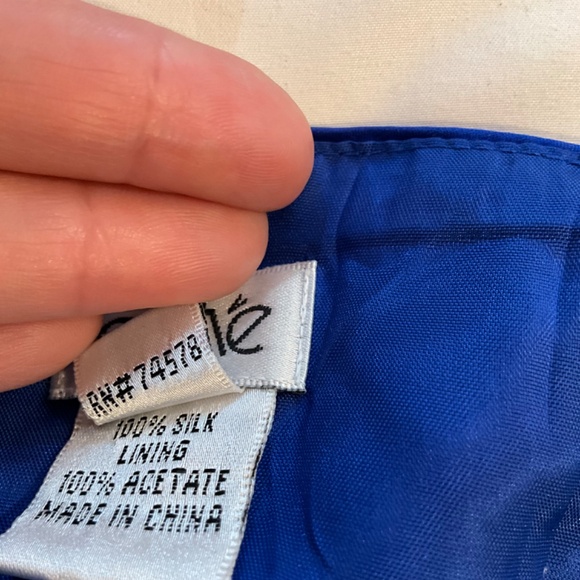 é
RN#74578
100% SILK
LINING
100% ACETATE
MADE IN CHINA